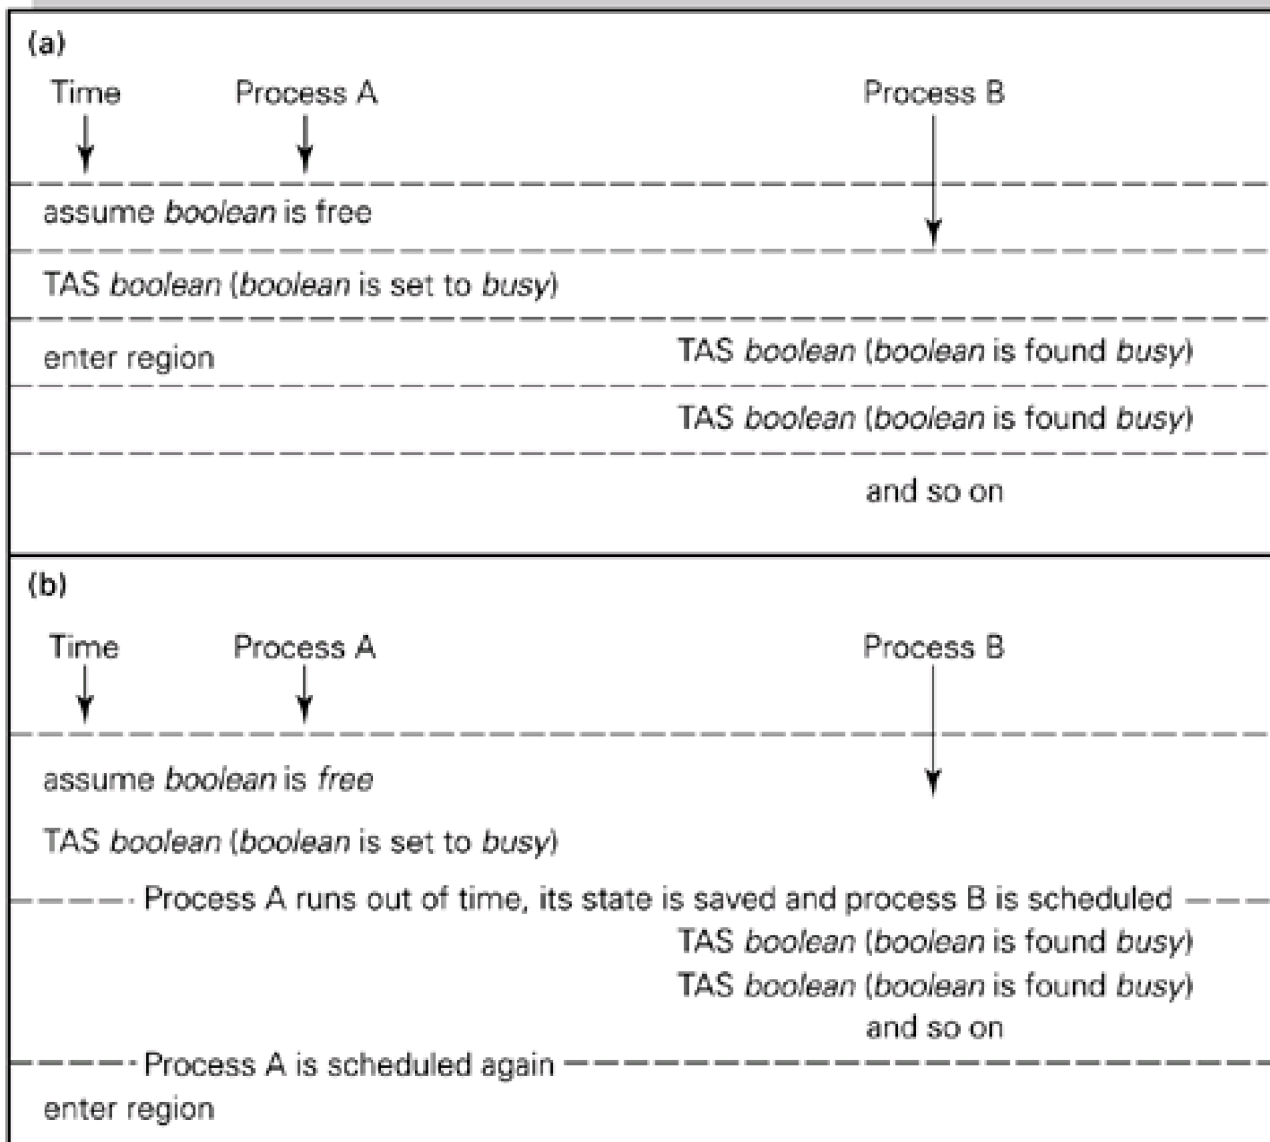 (a)
Time Process A Process B
assume boolean is free
TAS boolean (boolean is set to busy)
enter region TAS boolean (boolean is found busy)
TAS boolean (boolean is found busy)
and so on
(b)
Time Process A Process B
assume boolean is free
TAS boolean (boolean is set to busy)
Process A runs out of time, its state is saved and process B is scheduled
TAS boolean (boolean is found busy)
TAS boolean (boolean is found busy)
and so on
Process A is scheduled again
enter region